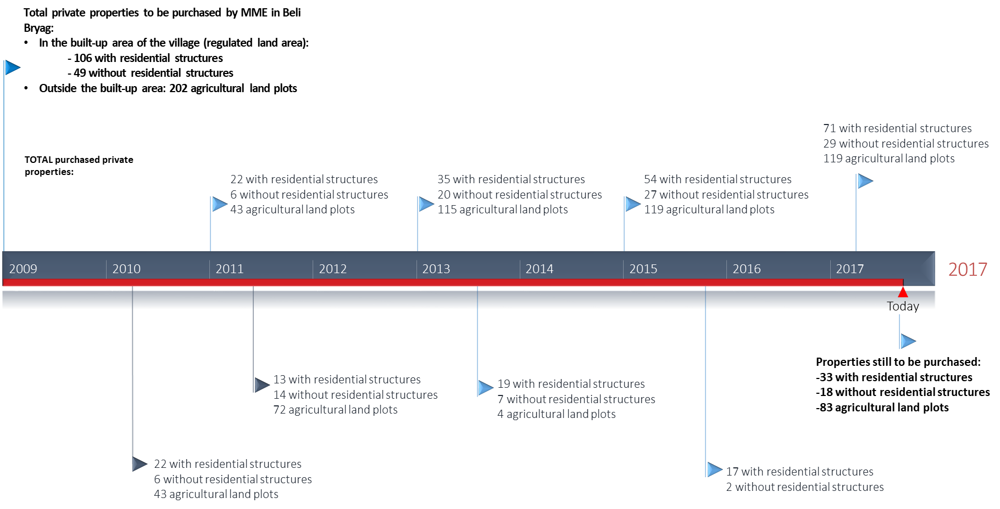 Total private properties to be purchased by MME in Beli
Bryag:
• In the built-up area of the village (regulated land area):
- 106 with residential structures
- 49 without residential structures
• Outside the built-up area: 202 agricultural land plots
TOTAL purchased private
properties:
22 with residential structures
6 without residential structures
43 agricultural land plots
35 with residential structures
20 without residential structures
115 agricultural land plots
54 with residential structures
27 without residential structures
119 agricultural land plots
71 with residential structures
29 without residential structures
119 agricultural land plots
2009 2010 2011 2012 2013 2014 2015 2016 2017 2017
Today
22 with residential structures
6 without residential structures
43 agricultural land plots
13 with residential structures
14 without residential structures
72 agricultural land plots
19 with residential structures
7 without residential structures
4 agricultural land plots
17 with residential structures
2 without residential structures
Properties still to be purchased:
-33 with residential structures
-18 without residential structures
-83 agricultural land plots